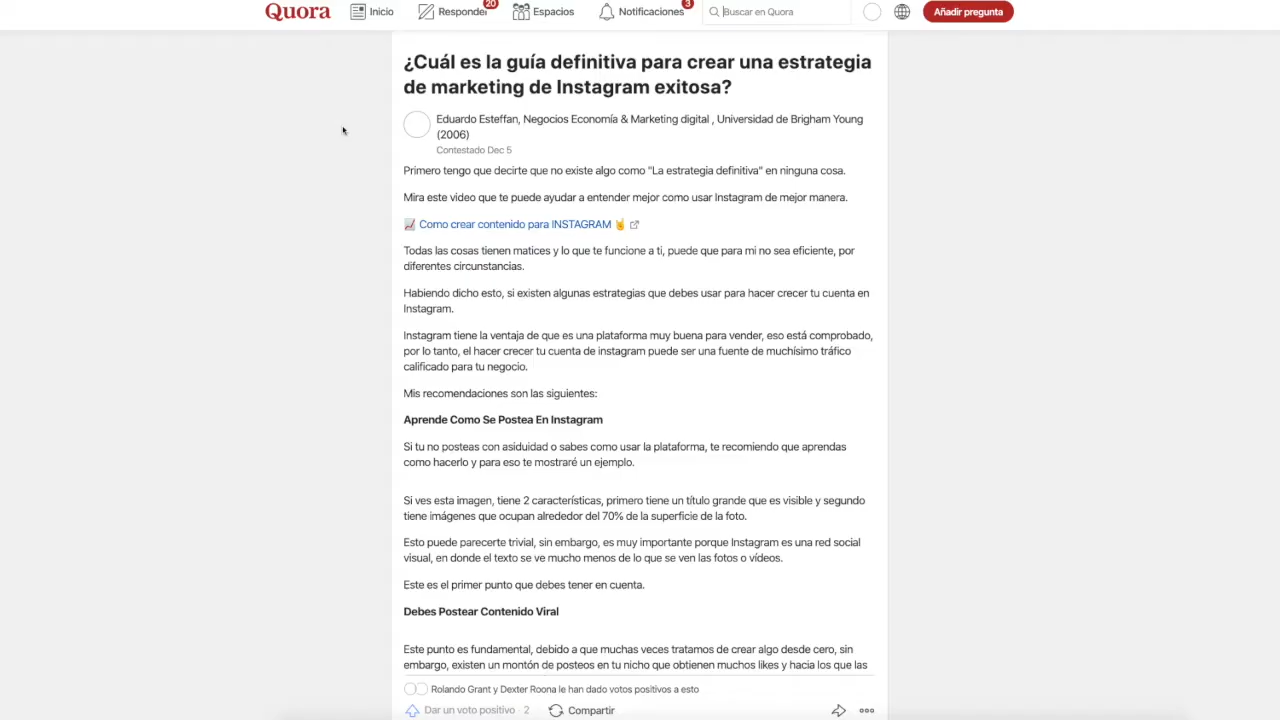 Quora Inicio Responder 20 Espacios Notificaciones 3 Buscar en Quora Añadir pregunta
¿Cuál es la guía definitiva para crear una estrategia
de marketing de Instagram exitosa?
Eduardo Esteffan, Negocios Economía & Marketing digital , Universidad de Brigham Young
(2006)
Contestado Dec 5
Primero tengo que decirte que no existe algo como "La estrategia definitiva" en ninguna cosa.
Mira este video que te puede ayudar a entender mejor como usar Instagram de mejor manera.
📈 Como crear contenido para INSTAGRAM 🤘
Todas las cosas tienen matices y lo que te funcione a ti, puede que para mi no sea eficiente, por
diferentes circunstancias.
Habiendo dicho esto, si existen algunas estrategias que debes usar para hacer crecer tu cuenta en
Instagram.
Instagram tiene la ventaja de que es una plataforma muy buena para vender, eso está comprobado,
por lo tanto, el hacer crecer tu cuenta de instagram puede ser una fuente de muchísimo tráfico
calificado para tu negocio.
Mis recomendaciones son las siguientes:
Aprende Como Se Postea En Instagram
Si tu no posteas con asiduidad o sabes como usar la plataforma, te recomiendo que aprendas
como hacerlo y para eso te mostraré un ejemplo.
Si ves esta imagen, tiene 2 características, primero tiene un título grande que es visible y segundo
tiene imágenes que ocupan alrededor del 70% de la superficie de la foto.
Esto puede parecerte trivial, sin embargo, es muy importante porque Instagram es una red social
visual, en donde el texto se ve mucho menos de lo que se ven las fotos o vídeos.
Este es el primer punto que debes tener en cuenta.
Debes Postear Contenido Viral
Este punto es fundamental, debido a que muchas veces tratamos de crear algo desde cero, sin
embargo, existen un montón de posteos en tu nicho que obtienen muchos likes y hacia los que las
Rolando Grant y Dexter Roona le han dado votos positivos a esto
Dar un voto positivo · 2 Compartir